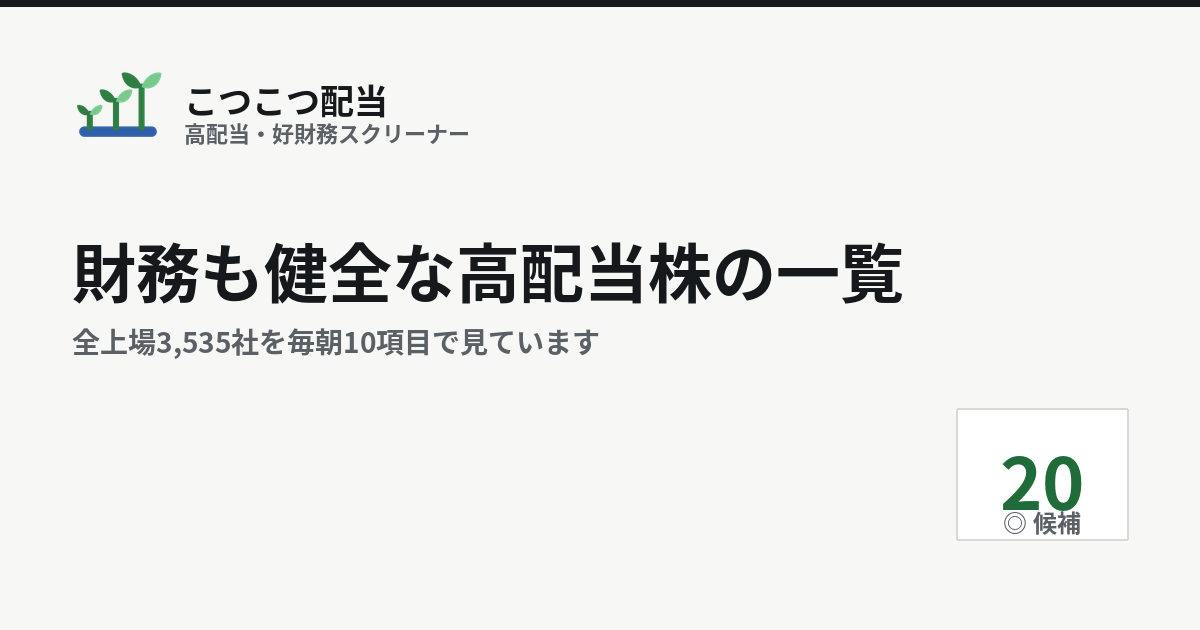 こつこつ配当
高配当・好財務スクリーナー
財務も健全な高配当株の一覧
全上場3,535社を毎朝10項目で見ています
20
◎ 候補